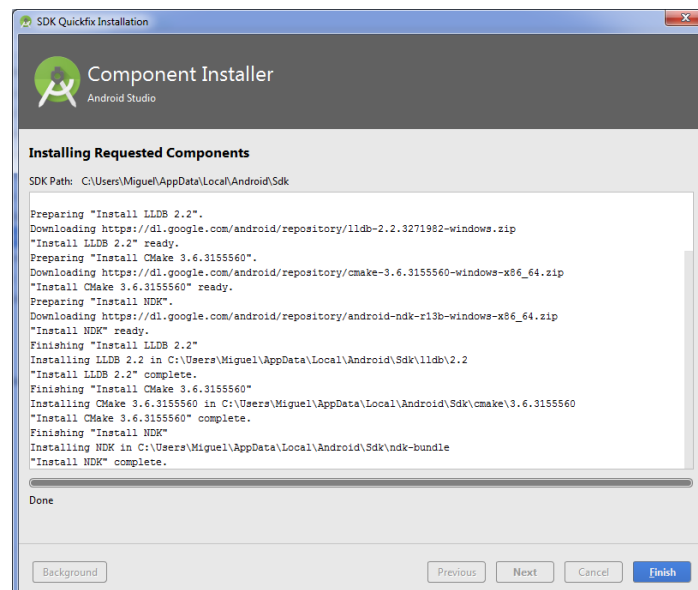 SDK Quickfix Installation
Component Installer
Android Studio
Installing Requested Components
SDK Path: C:\Users\Miguel\AppData\Local\Android\Sdk
Preparing "Install LLDB 2.2".
Downloading https://dl.google.com/android/repository/lldb-2.2.3271982-windows.zip
"Install LLDB 2.2" ready.
Preparing "Install CMake 3.6.3155560".
Downloading https://dl.google.com/android/repository/cmake-3.6.3155560-windows-x86_64.zip
"Install CMake 3.6.3155560" ready.
Preparing "Install NDK".
Downloading https://dl.google.com/android/repository/android-ndk-r13b-windows-x86_64.zip
"Install NDK" ready.
Finishing "Install LLDB 2.2"
Installing LLDB 2.2 in C:\Users\Miguel\AppData\Local\Android\Sdk\lldb\2.2
"Install LLDB 2.2" complete.
Finishing "Install CMake 3.6.3155560"
Installing CMake 3.6.3155560 in C:\Users\Miguel\AppData\Local\Android\Sdk\cmake\3.6.3155560
"Install CMake 3.6.3155560" complete.
Finishing "Install NDK"
Installing NDK in C:\Users\Miguel\AppData\Local\Android\Sdk\ndk-bundle
"Install NDK" complete.
Done
Background Previous Next Cancel Finish